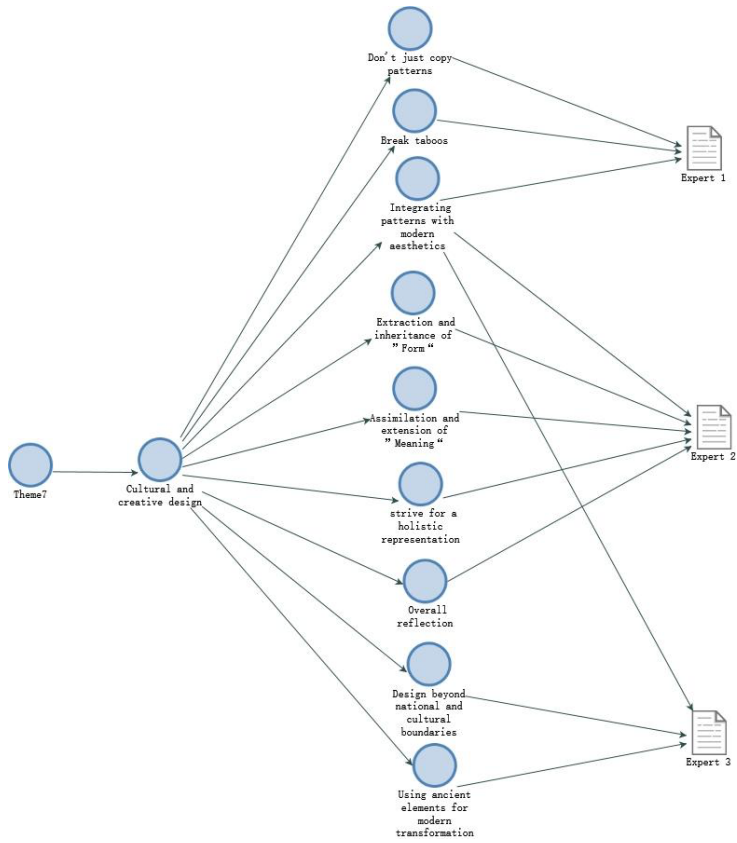 Don't just copy
patterns
Break taboos
Expert 1
Integrating
patterns with
modern
aesthetics
Extraction and
inheritance of
”Form“
Assimilation and
extension of
”Meaning“
Expert 2
Theme7
Cultural and
creative design
strive for a
holistic
representation
Overall
reflection
Design beyond
national and
cultural
boundaries
Expert 3
Using ancient
elements for
modern
transformation